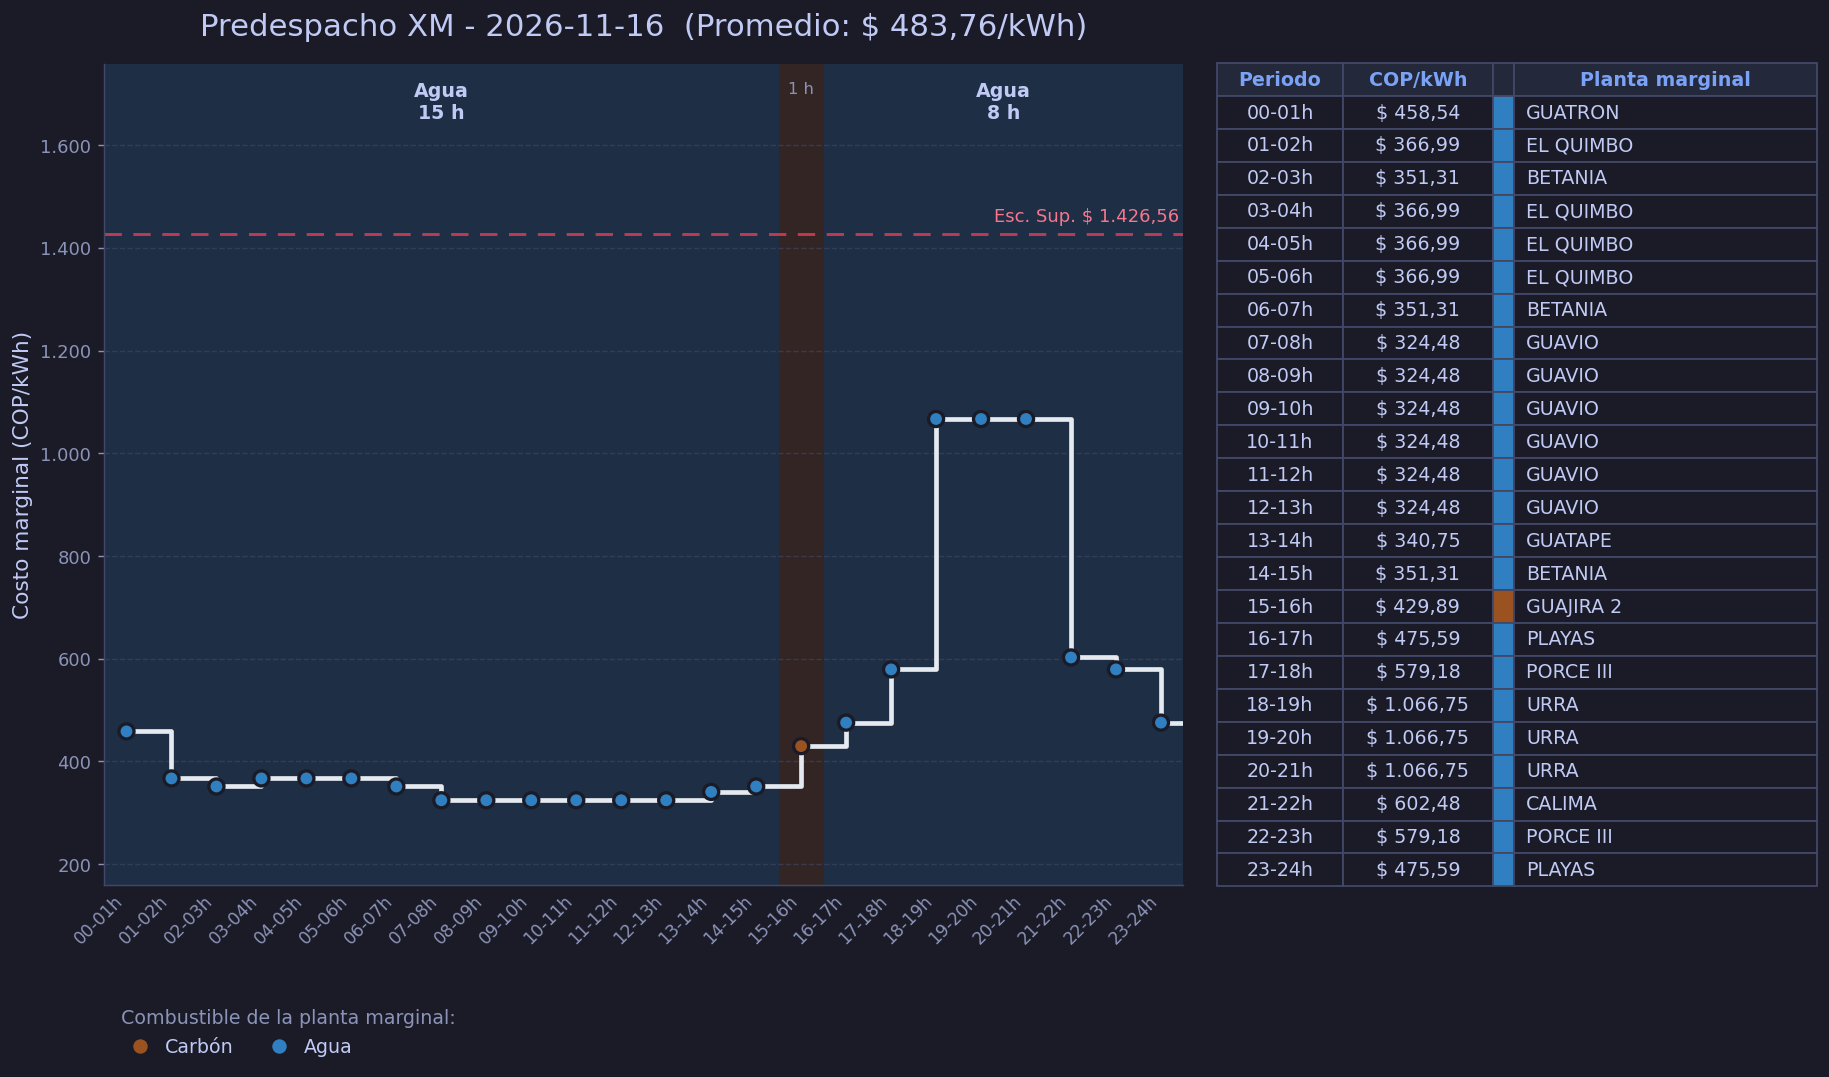 Predespacho XM - 2026-11-16 (Promedio: $ 483,76/kWh)
Agua
15 h
1 h
Agua
8 h
Esc. Sup. $ 1.426,56
Costo marginal (COP/kWh)
1.600
1.400
1.200
1.000
800
600
400
200
00-01h
01-02h
02-03h
03-04h
04-05h
05-06h
06-07h
07-08h
08-09h
09-10h
10-11h
11-12h
12-13h
13-14h
14-15h
15-16h
16-17h
17-18h
18-19h
19-20h
20-21h
21-22h
22-23h
23-24h
Combustible de la planta marginal:
Carbón Agua
Periodo COP/kWh Planta marginal
00-01h $ 458,54 GUATRON
01-02h $ 366,99 EL QUIMBO
02-03h $ 351,31 BETANIA
03-04h $ 366,99 EL QUIMBO
04-05h $ 366,99 EL QUIMBO
05-06h $ 366,99 EL QUIMBO
06-07h $ 351,31 BETANIA
07-08h $ 324,48 GUAVIO
08-09h $ 324,48 GUAVIO
09-10h $ 324,48 GUAVIO
10-11h $ 324,48 GUAVIO
11-12h $ 324,48 GUAVIO
12-13h $ 324,48 GUAVIO
13-14h $ 340,75 GUATAPE
14-15h $ 351,31 BETANIA
15-16h $ 429,89 GUAJIRA 2
16-17h $ 475,59 PLAYAS
17-18h $ 579,18 PORCE III
18-19h $ 1.066,75 URRA
19-20h $ 1.066,75 URRA
20-21h $ 1.066,75 URRA
21-22h $ 602,48 CALIMA
22-23h $ 579,18 PORCE III
23-24h $ 475,59 PLAYAS